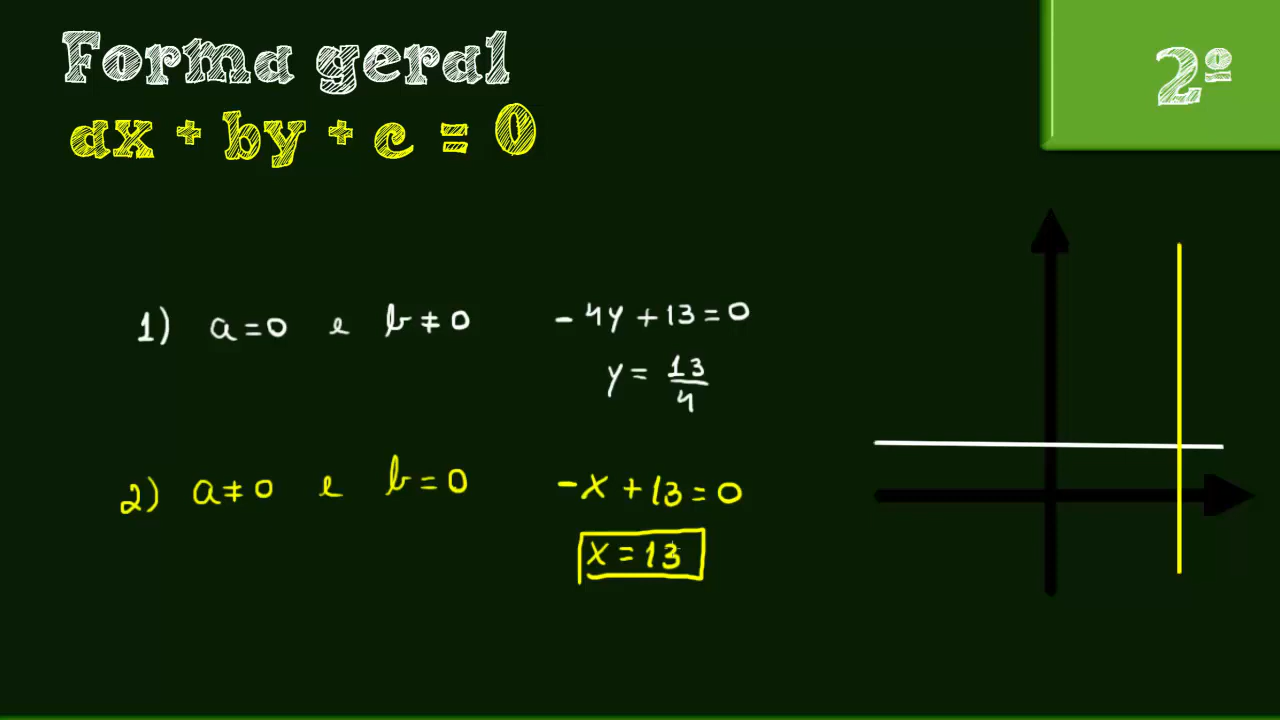 Forma geral
ax + by + c = 0
2º
1) a=0 e b≠0 -4y+13=0
y= 13/4
2) a≠0 e b=0 -x+13=0
x=13